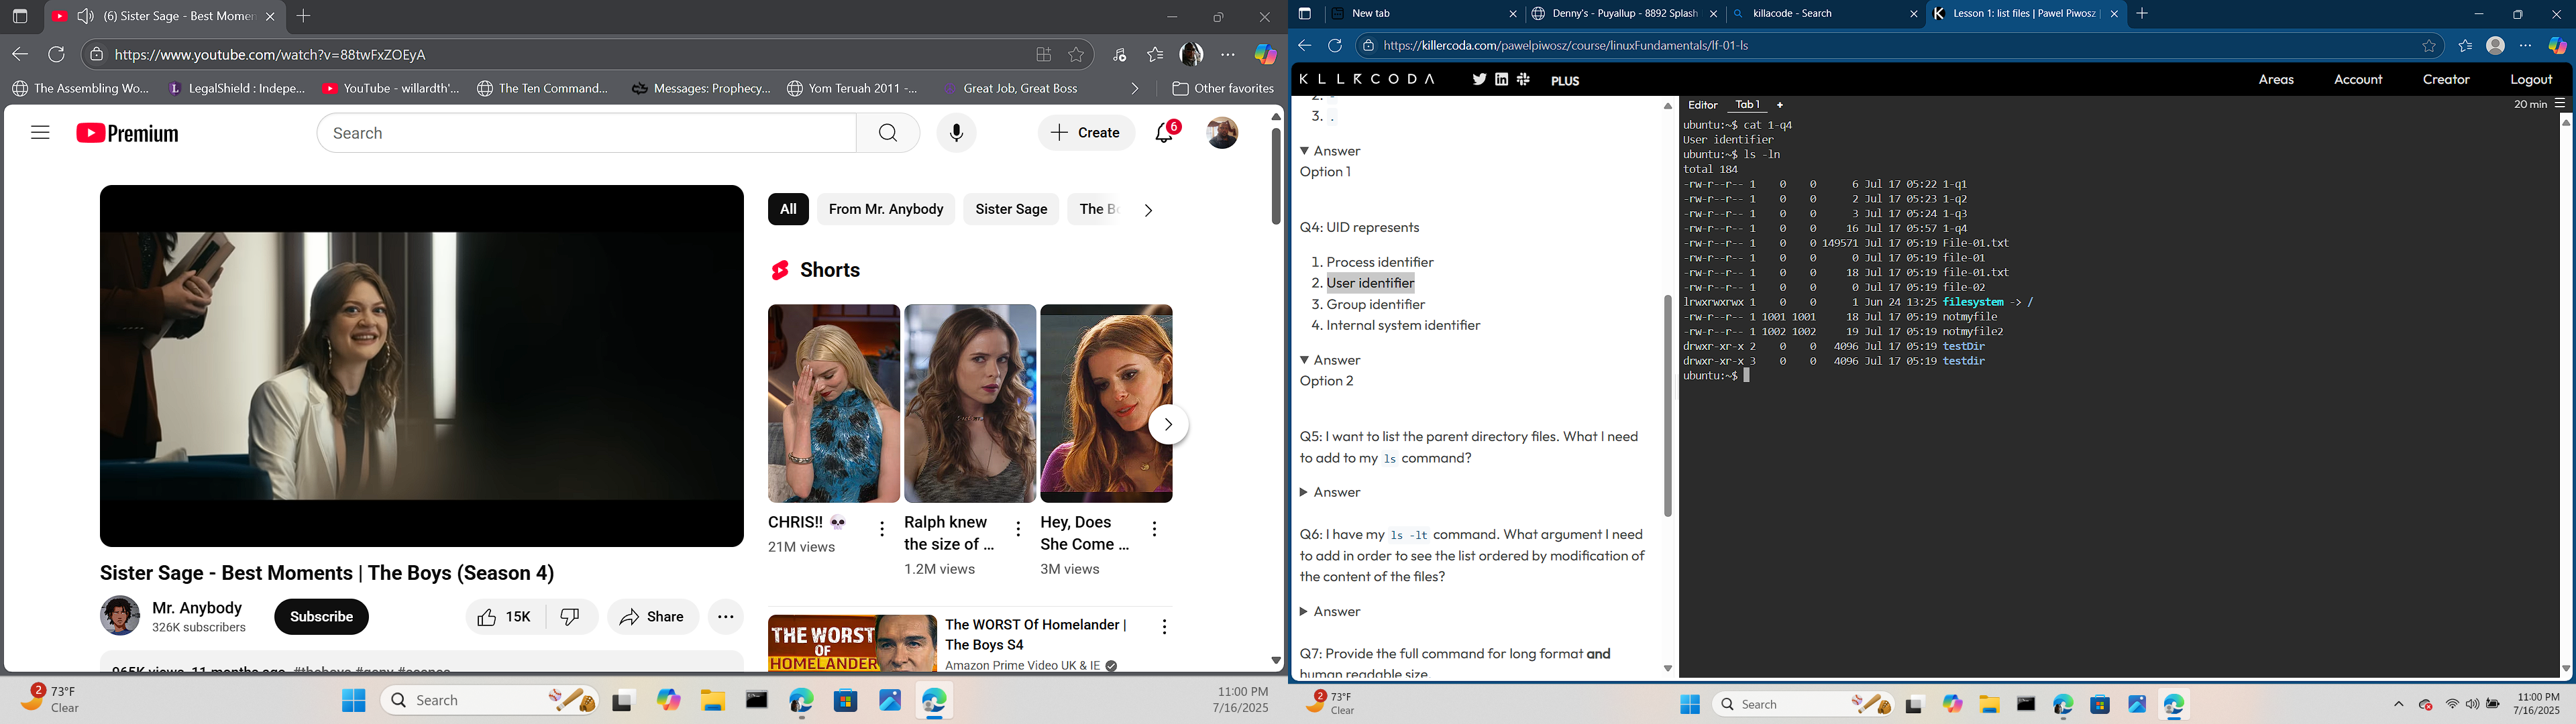 (6) Sister Sage - Best Momen
https://www.youtube.com/watch?v=88twFxZOEyA
The Assembling Wo...
LegalShield : Indepe...
YouTube - willardth'...
The Ten Command...
Messages: Prophecy...
Yom Teruah 2011 -...
Great Job, Great Boss
Other favorites
Premium
Search
Create
6
All
From Mr. Anybody
Sister Sage
The Bo
Shorts
CHRIS!! 💀
21M views
Ralph knew
the size of ...
1.2M views
Hey, Does
She Come ...
3M views
Sister Sage - Best Moments | The Boys (Season 4)
Mr. Anybody
326K subscribers
Subscribe
15K
Share
965K views 11 months ago #theboys #genv #scenes
THE WORST
OF
HOMELANDER
The WORST Of Homelander |
The Boys S4
Amazon Prime Video UK & IE
2
73°F
Clear
Search
11:00 PM
7/16/2025
New tab
Denny's - Puyallup - 8892 Splash
killacode - Search
Lesson 1: list files | Pawel Piwosz |
https://killercoda.com/pawelpiwosz/course/linuxFundamentals/lf-01-ls
PLUS
Areas
Account
Creator
Logout
2. -
3. .
Answer
Option 1
Q4: UID represents
1. Process identifier
2. User identifier
3. Group identifier
4. Internal system identifier
Answer
Option 2
Q5: I want to list the parent directory files. What I need
to add to my ls command?
Answer
Q6: I have my ls -lt command. What argument I need
to add in order to see the list ordered by modification of
the content of the files?
Answer
Q7: Provide the full command for long format and
human readable size.
Editor
Tab 1
+
20 min
ubuntu:~$ cat 1-q4
User identifier
ubuntu:~$ ls -ln
total 184
-rw-r--r-- 1 0 0 6 Jul 17 05:22 1-q1
-rw-r--r-- 1 0 0 2 Jul 17 05:23 1-q2
-rw-r--r-- 1 0 0 3 Jul 17 05:24 1-q3
-rw-r--r-- 1 0 0 16 Jul 17 05:57 1-q4
-rw-r--r-- 1 0 0 149571 Jul 17 05:19 File-01.txt
-rw-r--r-- 1 0 0 0 Jul 17 05:19 file-01
-rw-r--r-- 1 0 0 18 Jul 17 05:19 file-01.txt
-rw-r--r-- 1 0 0 0 Jul 17 05:19 file-02
lrwxrwxrwx 1 0 0 1 Jun 24 13:25 filesystem -> /
-rw-r--r-- 1 1001 1001 18 Jul 17 05:19 notmyfile
-rw-r--r-- 1 1002 1002 19 Jul 17 05:19 notmyfile2
drwxr-xr-x 2 0 0 4096 Jul 17 05:19 testDir
drwxr-xr-x 3 0 0 4096 Jul 17 05:19 testdir
ubuntu:~$
2
73°F
Clear
Search
11:00 PM
7/16/2025